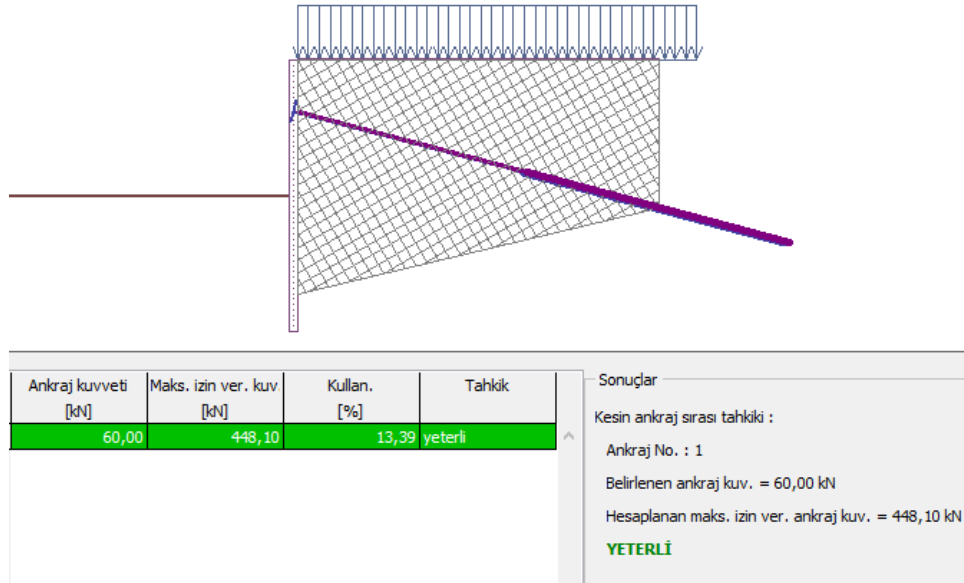 Ankraj kuvveti Maks. izin ver. kuv Kullan. Tahkik
[kN] [kN] [%]
60,00 448,10 13,39 yeterli
Sonuçlar
Kesin ankraj sırası tahkiki :
Ankraj No. : 1
Belirlenen ankraj kuv. = 60,00 kN
Hesaplanan maks. izin ver. ankraj kuv. = 448,10 kN
YETERLİ